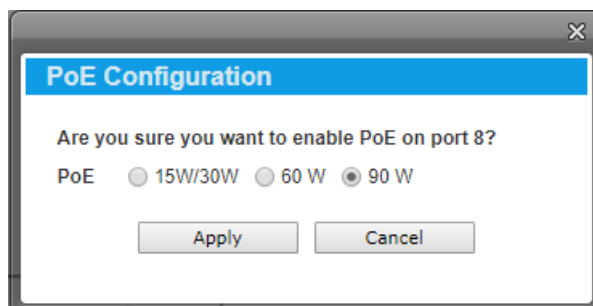 PoE Configuration
Are you sure you want to enable PoE on port 8?
PoE 15W/30W 60 W 90 W
Apply Cancel